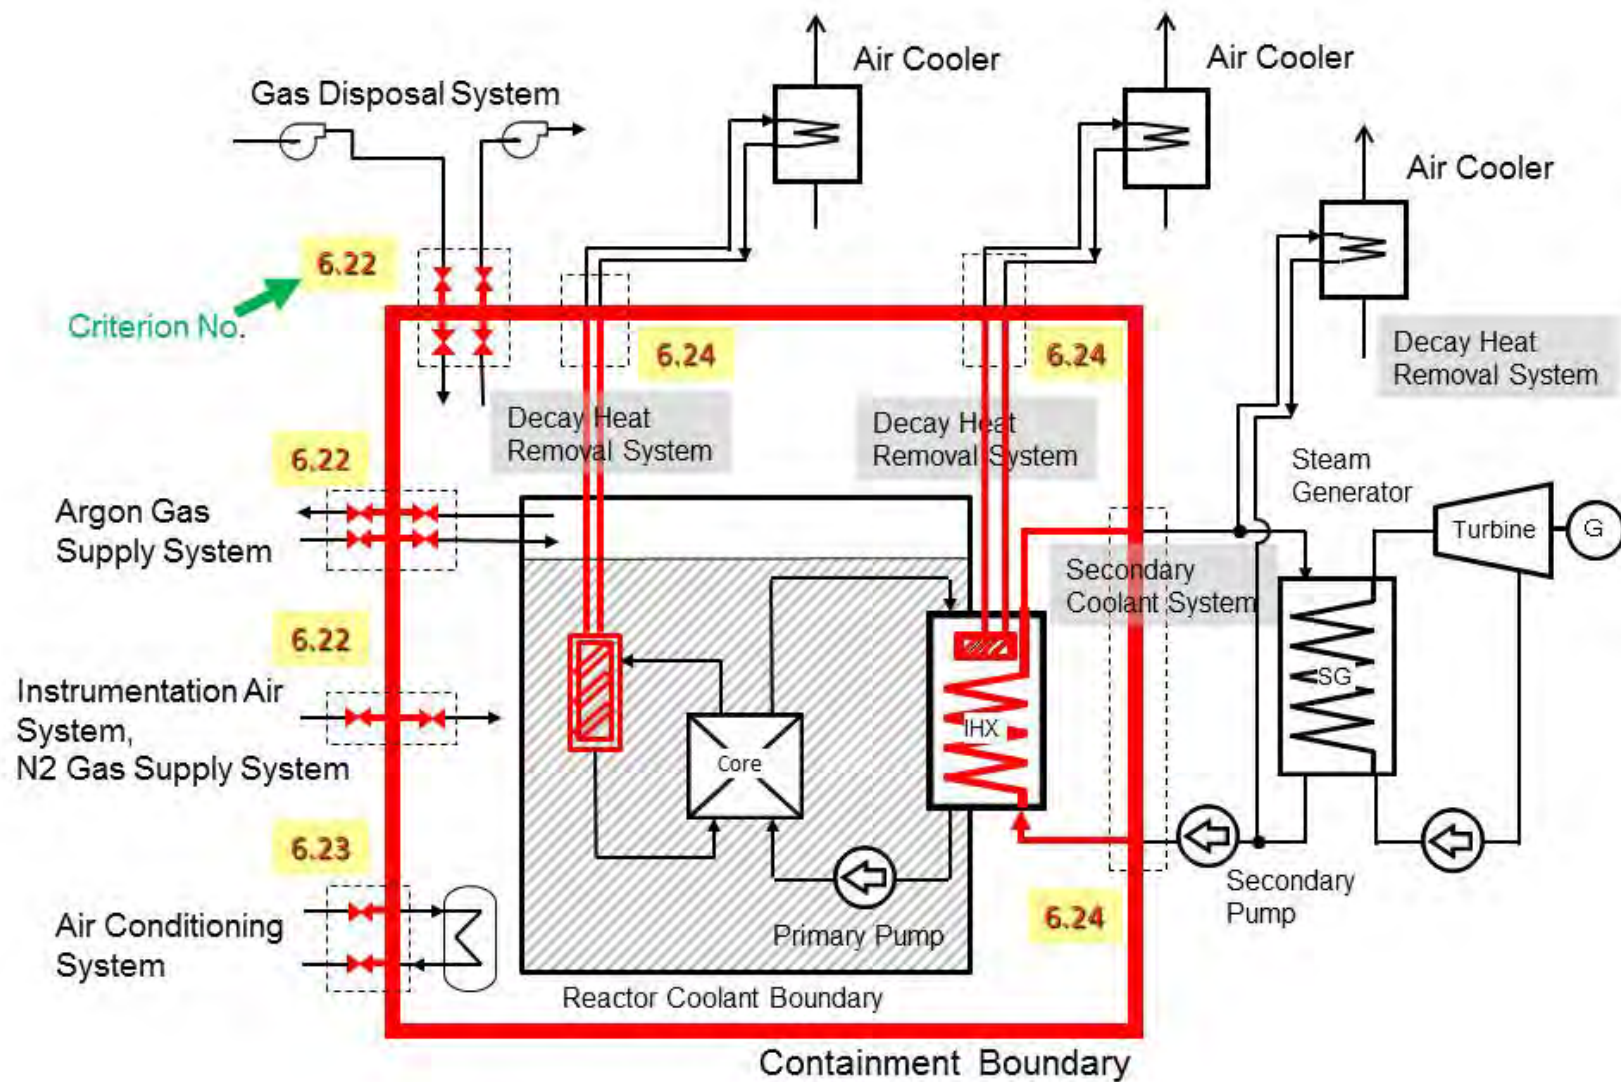 Air Cooler
Air Cooler
Gas Disposal System
Air Cooler
6.22
Criterion No.
6.24
6.24
Decay Heat
Removal System
Decay Heat
Removal System
Decay Heat
Removal System
6.22
Argon Gas
Supply System
Steam
Generator
Turbine
G
Secondary
Coolant System
6.22
Instrumentation Air
System,
N2 Gas Supply System
SG
IHX
Core
6.23
Air Conditioning
System
Primary Pump
6.24
Secondary
Pump
Reactor Coolant Boundary
Containment Boundary